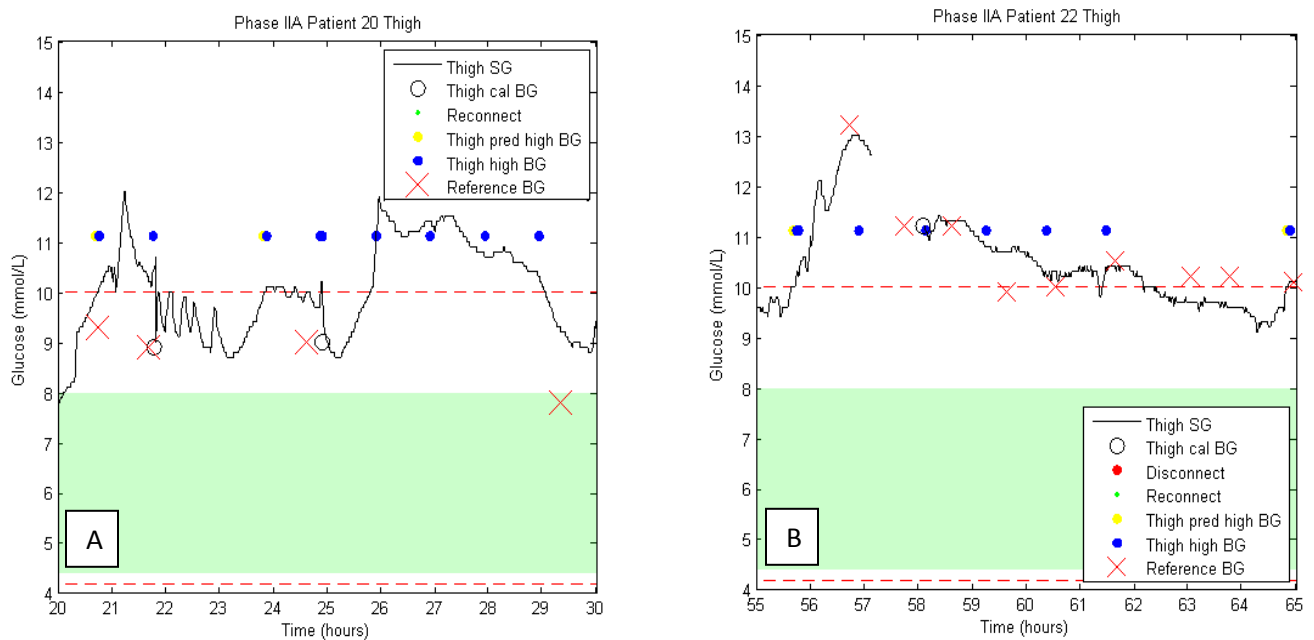 Phase IIA Patient 20 Thigh
15
14
13
12
11
10
9
8
7
6
5
4
Glucose (mmol/L)
Thigh SG
Thigh cal BG
Reconnect
Thigh pred high BG
Thigh high BG
Reference BG
A
20 21 22 23 24 25 26 27 28 29 30
Time (hours)
Phase IIA Patient 22 Thigh
15
14
13
12
11
10
9
8
7
6
5
4
Glucose (mmol/L)
Thigh SG
Thigh cal BG
Disconnect
Reconnect
Thigh pred high BG
Thigh high BG
Reference BG
B
55 56 57 58 59 60 61 62 63 64 65
Time (hours)